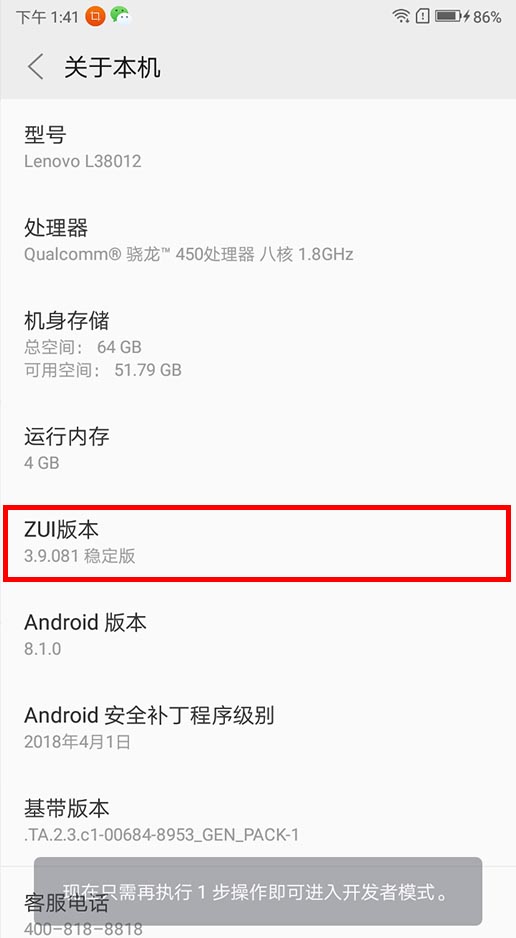 下午 1:41
86%
关于本机
型号
Lenovo L38012
处理器
Qualcomm® 骁龙™ 450处理器 八核 1.8GHz
机身存储
总空间： 64 GB
可用空间： 51.79 GB
运行内存
4 GB
ZUI版本
3.9.081 稳定版
Android 版本
8.1.0
Android 安全补丁程序级别
2018年4月1日
基带版本
.TA.2.3.c1-00684-8953_GEN_PACK-1
现在只需再执行 1 步操作即可进入开发者模式。
客服电话
400-818-8818